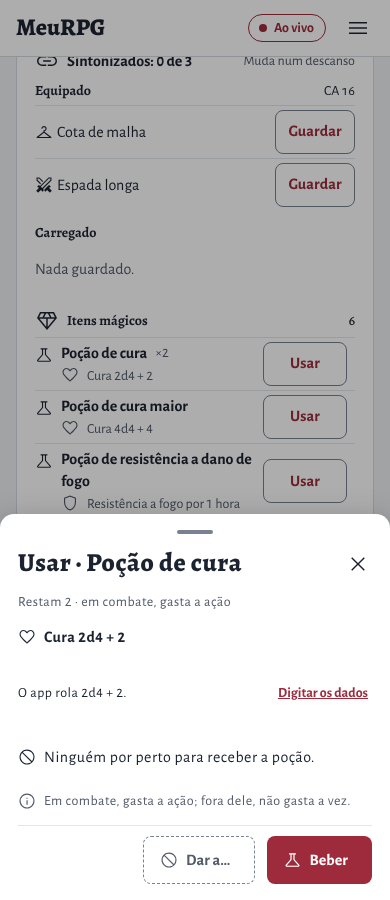 MeuRPG
Ao vivo
Sintonizados: 0 de 3
Muda num descanso
Equipado
CA 16
Cota de malha
Guardar
Espada longa
Guardar
Carregado
Nada guardado.
Itens mágicos
6
Poção de cura ×2
Cura 2d4 + 2
Usar
Poção de cura maior
Cura 4d4 + 4
Usar
Poção de resistência a dano de
fogo
Resistência a fogo por 1 hora
Usar
Usar · Poção de cura
Restam 2 · em combate, gasta a ação
Cura 2d4 + 2
O app rola 2d4 + 2.
Digitar os dados
Ninguém por perto para receber a poção.
Em combate, gasta a ação; fora dele, não gasta a vez.
Dar a...
Beber